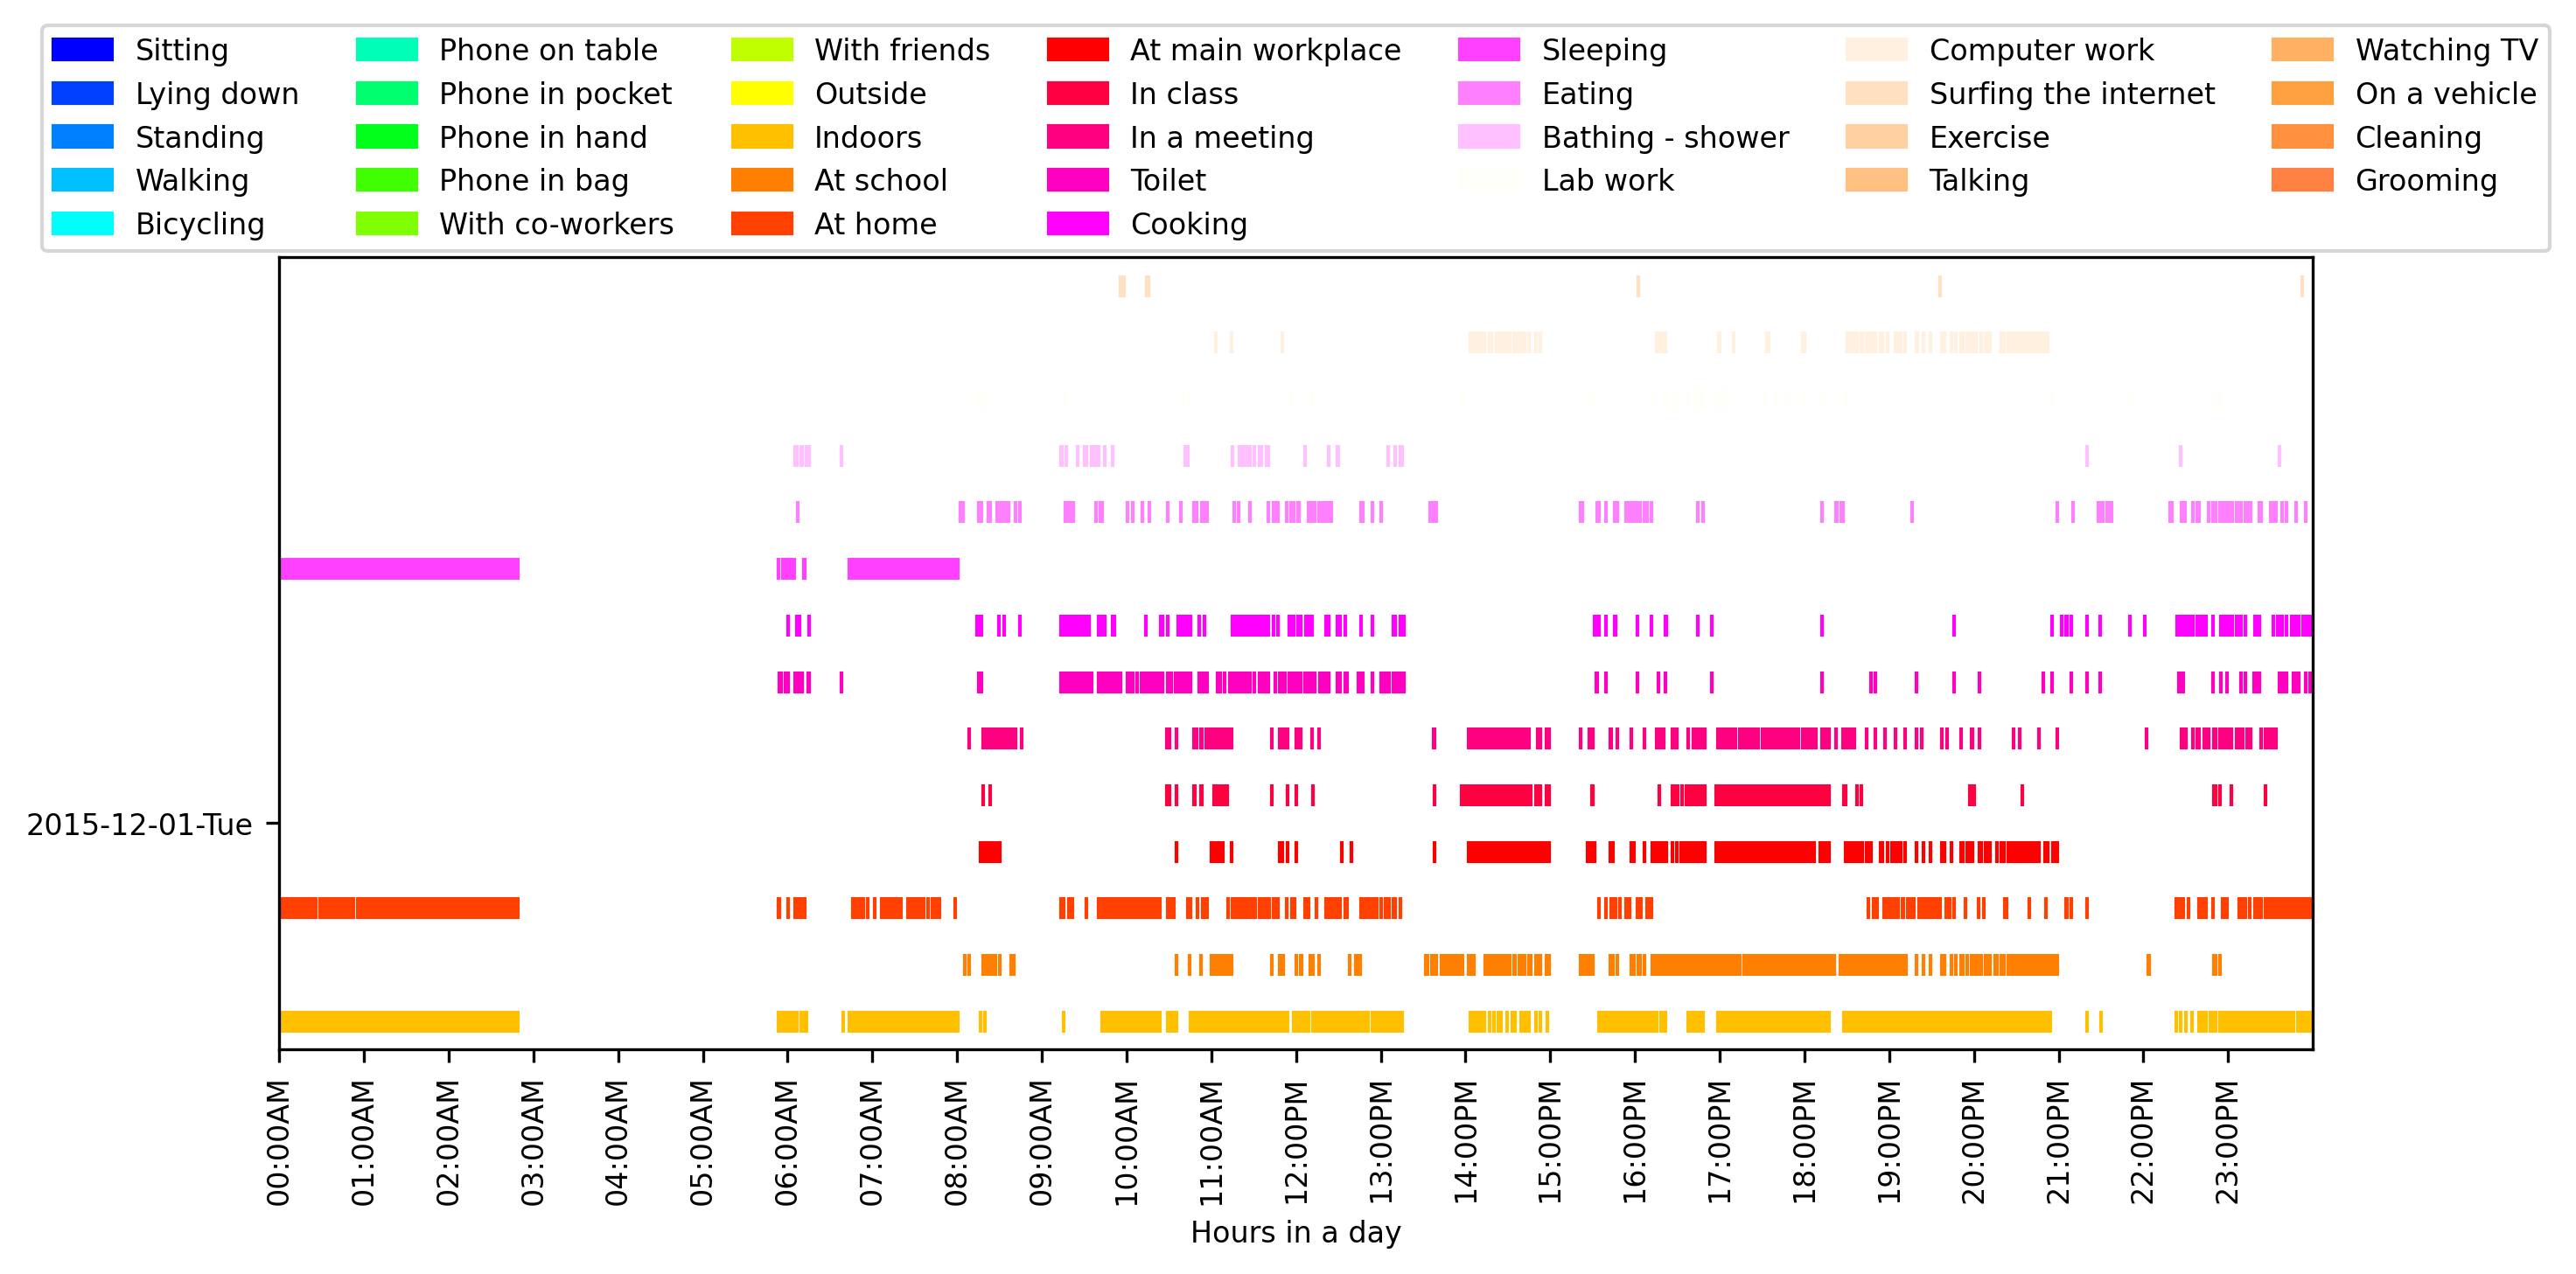 Sitting
Lying down
Standing
Walking
Bicycling
Phone on table
Phone in pocket
Phone in hand
Phone in bag
With co-workers
With friends
Outside
Indoors
At school
At home
At main workplace
In class
In a meeting
Toilet
Cooking
Sleeping
Eating
Bathing - shower
Lab work
Computer work
Surfing the internet
Exercise
Talking
Watching TV
On a vehicle
Cleaning
Grooming
2015-12-01-Tue
00:00AM
01:00AM
02:00AM
03:00AM
04:00AM
05:00AM
06:00AM
07:00AM
08:00AM
09:00AM
10:00AM
11:00AM
12:00PM
13:00PM
14:00PM
15:00PM
16:00PM
17:00PM
18:00PM
19:00PM
20:00PM
21:00PM
22:00PM
23:00PM
Hours in a day